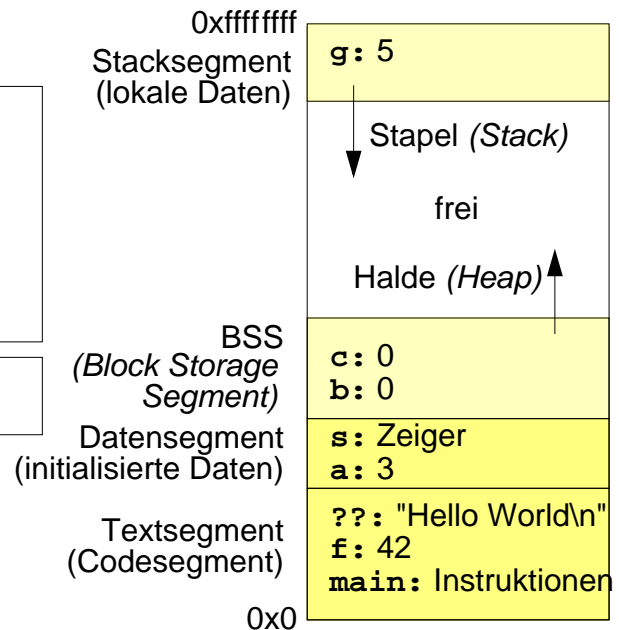 0xffffffff
Stacksegment
(lokale Daten)
g: 5
Stapel (Stack)
frei
Halde (Heap)
BSS
(Block Storage
Segment)
c: 0
b: 0
Datensegment
(initialisierte Daten)
s: Zeiger
a: 3
Textsegment
(Codesegment)
??: "Hello World\n"
f: 42
main: Instruktionen
0x0